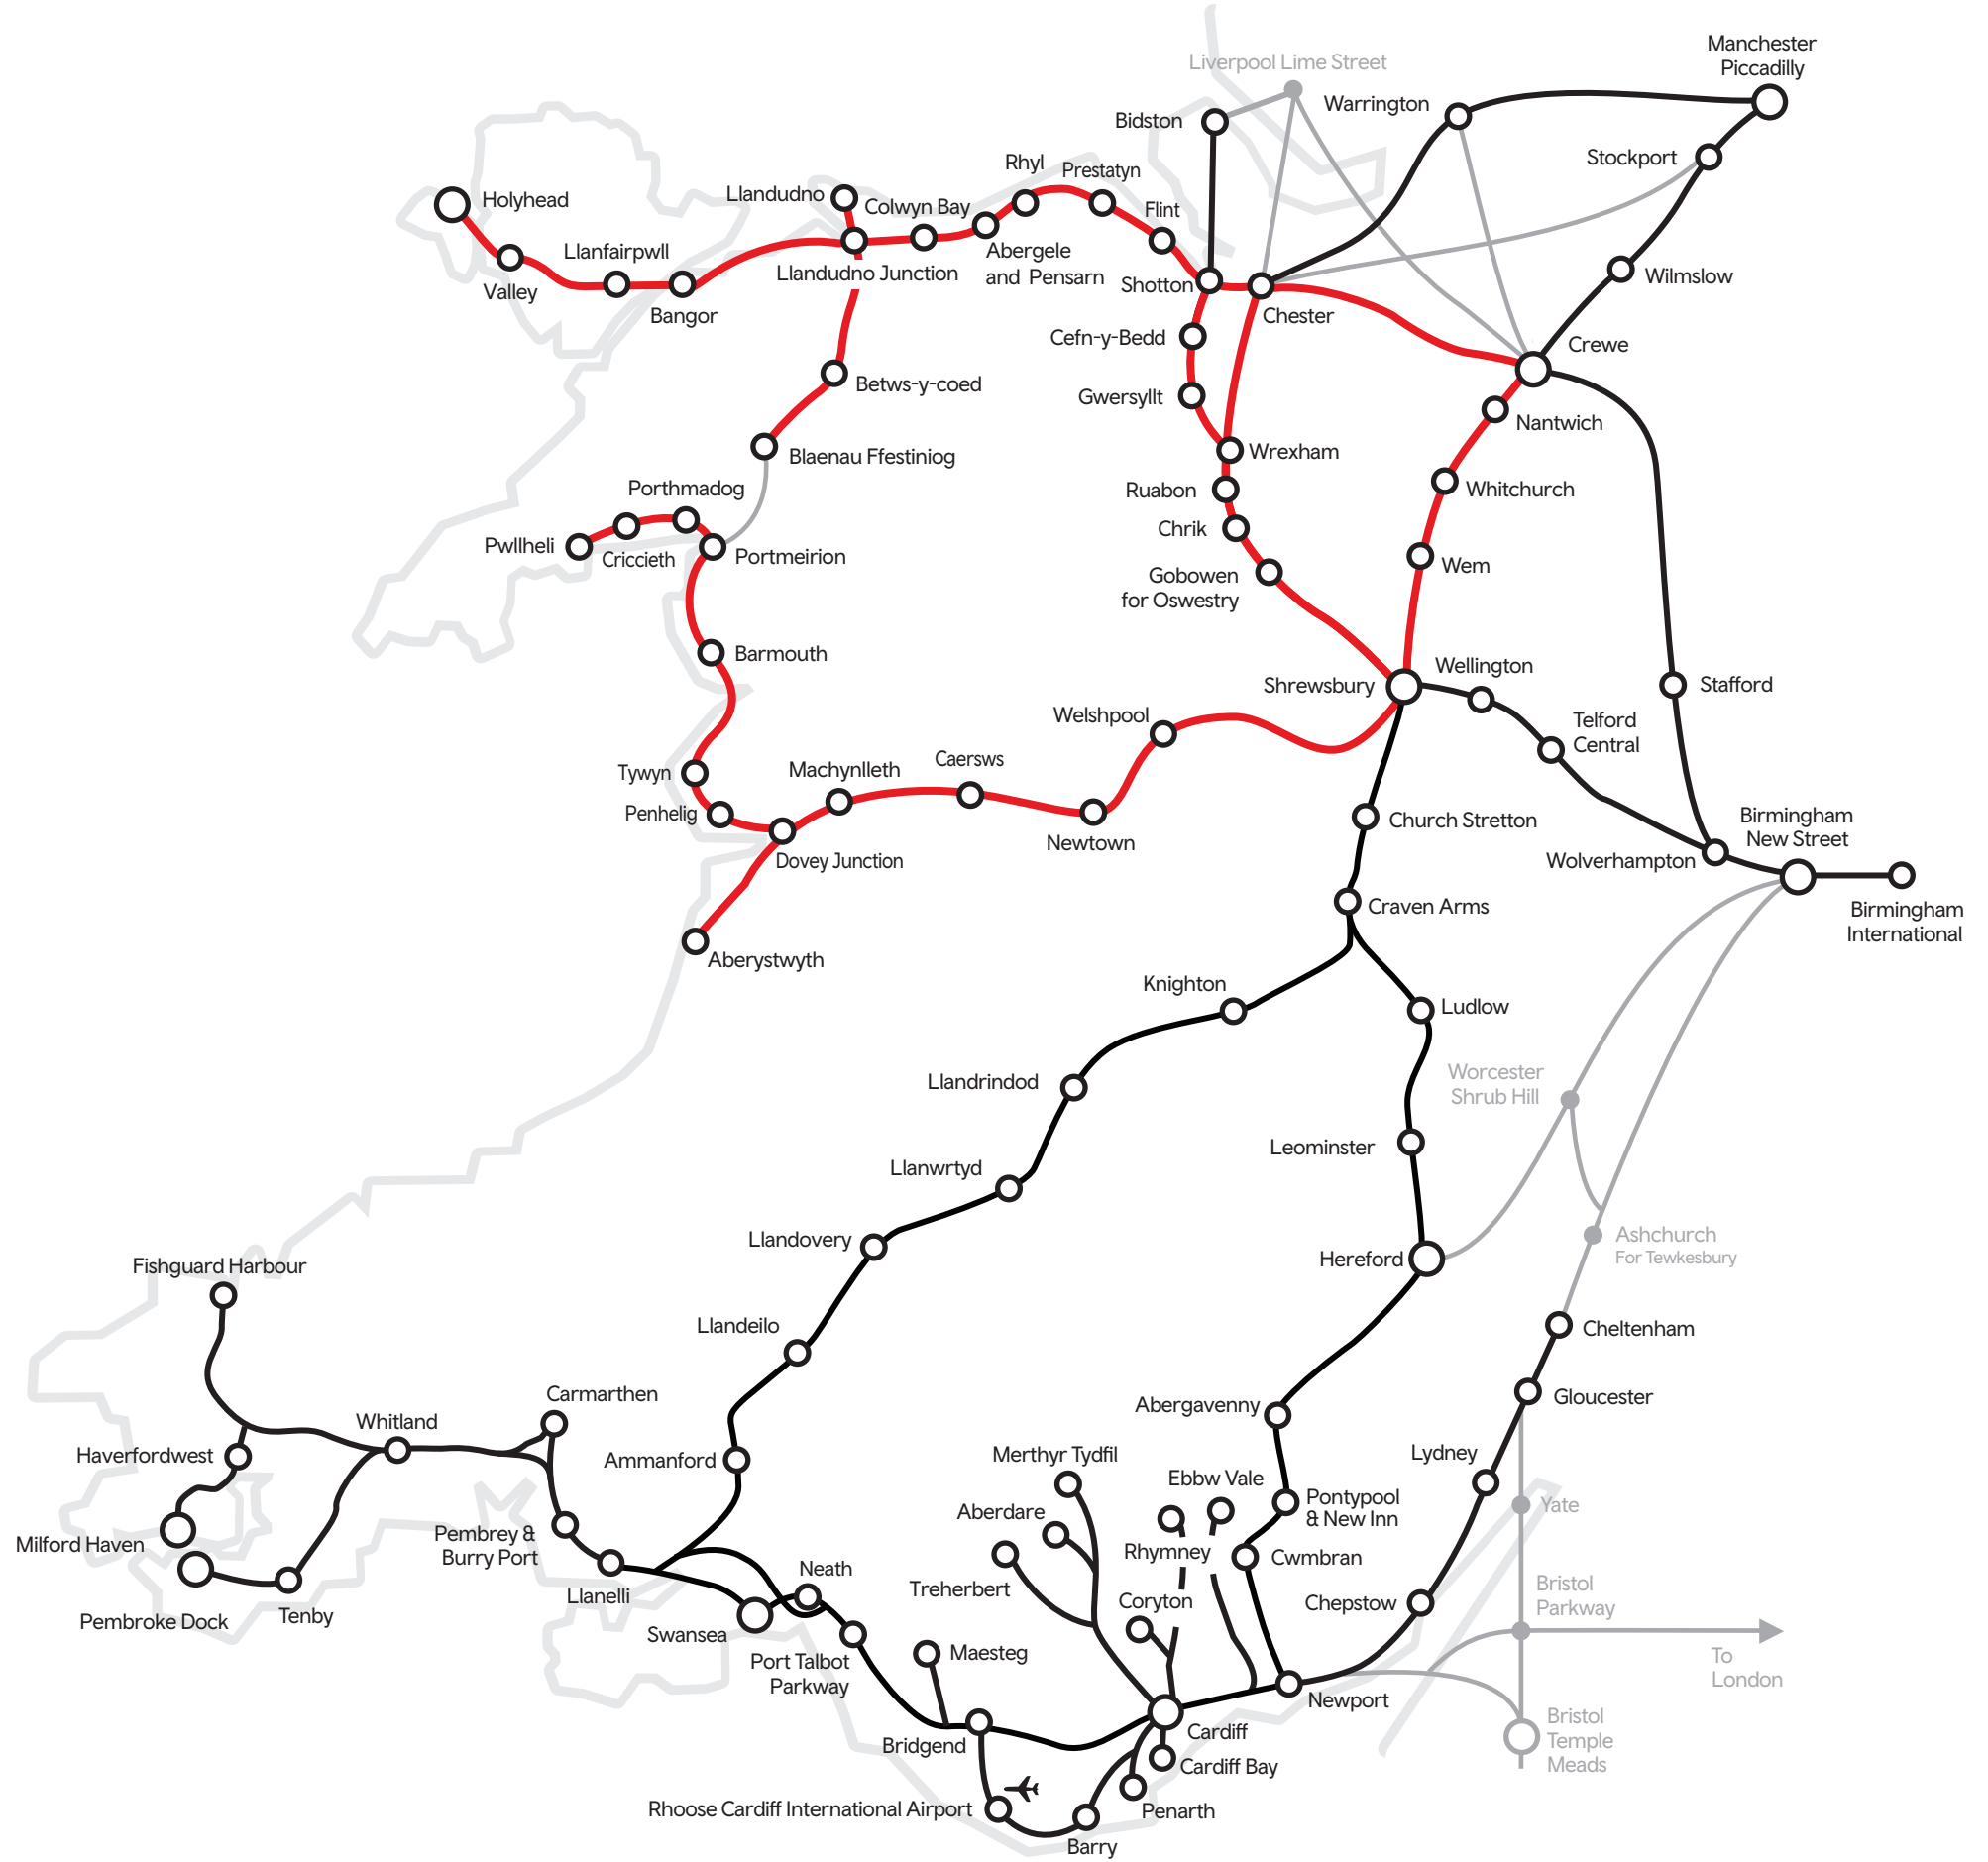 Manchester
Piccadilly
Liverpool Lime Street
Warrington
Bidston
Stockport
Rhyl
Prestatyn
Llandudno
Holyhead
Colwyn Bay
Flint
Llanfairpwll
Abergele
and Pensarn
Llandudno Junction
Valley
Shotton
Wilmslow
Bangor
Chester
Cefn-y-Bedd
Crewe
Betws-y-coed
Gwersyllt
Nantwich
Blaenau Ffestiniog
Wrexham
Porthmadog
Ruabon
Whitchurch
Chrik
Pwllheli
Criccieth
Portmeirion
Wem
Gobowen
for Oswestry
Barmouth
Wellington
Shrewsbury
Stafford
Welshpool
Telford
Central
Caersws
Machynlleth
Tywyn
Penhelig
Birmingham
New Street
Church Stretton
Newtown
Dovey Junction
Wolverhampton
Craven Arms
Birmingham
International
Aberystwyth
Knighton
Ludlow
Worcester
Shrub Hill
Llandrindod
Leominster
Llanwrtyd
Llandovery
Ashchurch
For Tewkesbury
Hereford
Fishguard Harbour
Llandeilo
Cheltenham
Carmarthen
Gloucester
Abergavenny
Whitland
Haverfordwest
Ammanford
Merthyr Tydfil
Lydney
Ebbw Vale
Aberdare
Pontypool
& New Inn
Yate
Milford Haven
Pembrey &
Burry Port
Rhymney
Cwmbran
Neath
Treherbert
Bristol
Parkway
Llanelli
Coryton
Chepstow
Pembroke Dock
Tenby
Swansea
Maesteg
Port Talbot
Parkway
To
London
Newport
Cardiff
Bristol
Temple
Meads
Bridgend
Cardiff Bay
Rhoose Cardiff International Airport
Penarth
Barry